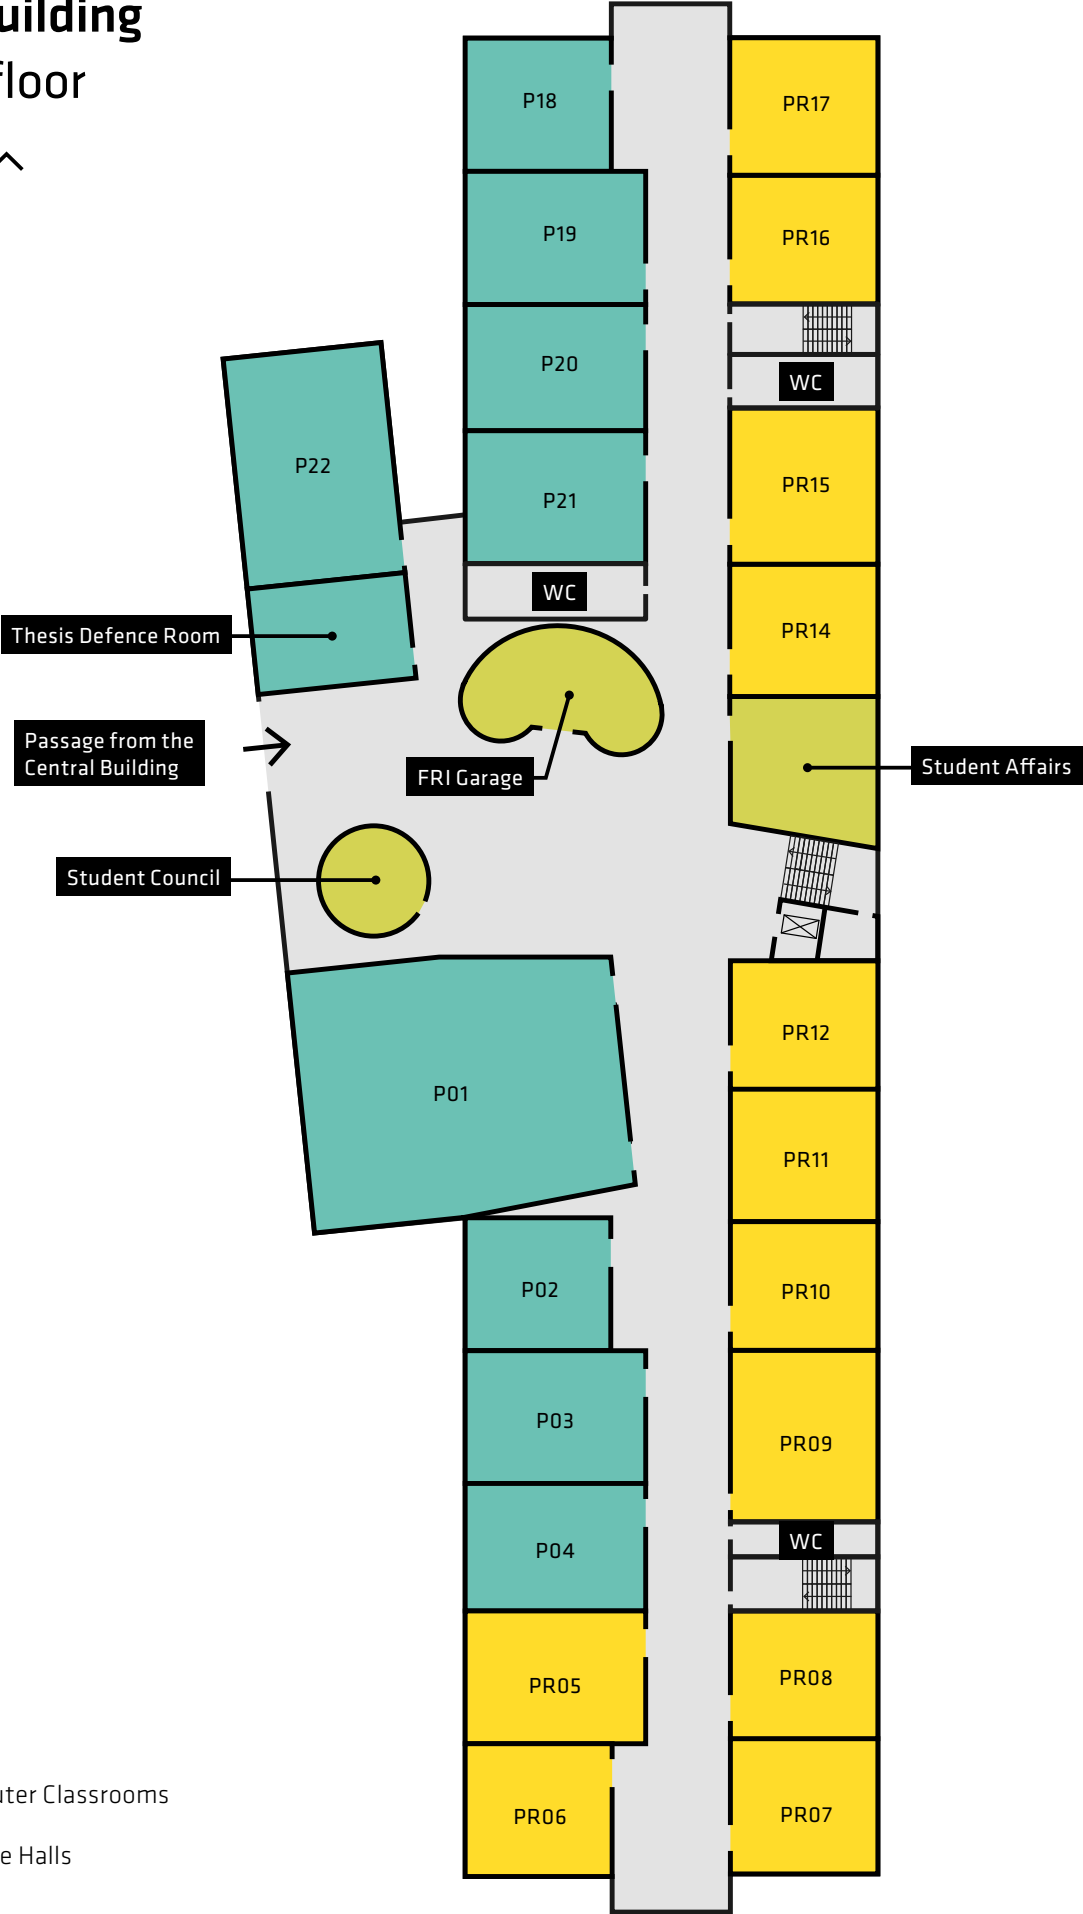 uilding
floor
P18
PR17
P19
PR16
P20
WC
P22
PR15
P21
WC
Thesis Defence Room
PR14
Passage from the
Central Building
FRI Garage
Student Affairs
Student Council
PR12
P01
PR11
P02
PR10
P03
PR09
P04
WC
PR05
PR08
PR06
PR07
uter Classrooms
e Halls